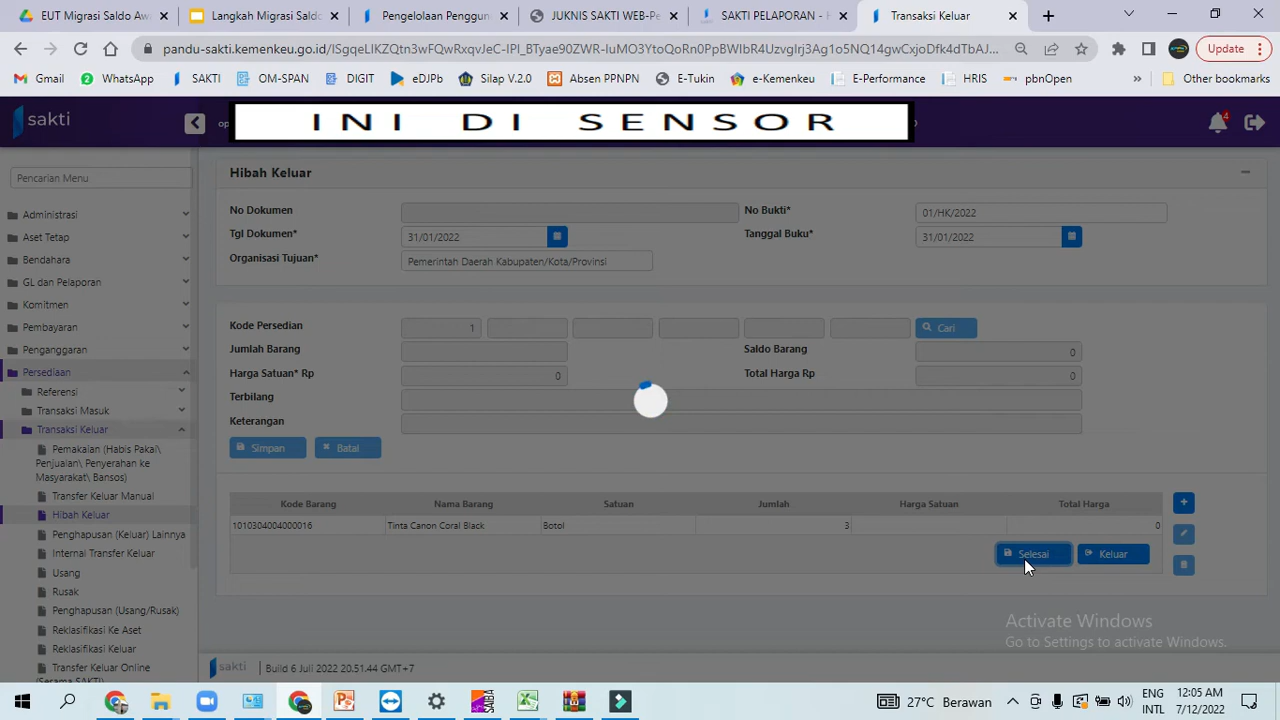 EUT Migrasi Saldo Aw
Langkah Migrasi Saldo
Pengelolaan Penggun
JUKNIS SAKTI WEB-Pe
SAKTI PELAPORAN - H
Transaksi Keluar
Gmail
WhatsApp
SAKTI
OM-SPAN
DIGIT
eDJPb
Silap V.2.0
Absen PPNPN
E-Tukin
e-Kemenkeu
E-Performance
HRIS
pbnOpen
Other bookmarks
Update
sakti
op
INI DI SENSOR
4
Pencarian Menu
Administrasi
Aset Tetap
Bendahara
GL dan Pelaporan
Komitmen
Pembayaran
Penganggaran
Persediaan
Referensi
Transaksi Masuk
Transaksi Keluar
Pemakaian (Habis Pakai\
Penjualan\ Penyerahan ke
Masyarakat\ Bansos)
Transfer Keluar Manual
Hibah Keluar
Penghapusan (Keluar) Lainnya
Internal Transfer Keluar
Usang
Rusak
Penghapusan (Usang/Rusak)
Reklasifikasi Ke Aset
Reklasifikasi Keluar
Transfer Keluar Online
(Sesama SAKTI)
Hibah Keluar
No Dokumen
No Bukti* 01/HK/2022
Tgl Dokumen* 31/01/2022
Tanggal Buku* 31/01/2022
Organisasi Tujuan* Pemerintah Daerah Kabupaten/Kota/Provinsi
Kode Persedian 1 Cari
Jumlah Barang
Saldo Barang 0
Harga Satuan* Rp 0
Total Harga Rp 0
Terbilang
Keterangan
Simpan Batal
Kode Barang Nama Barang Satuan Jumlah Harga Satuan Total Harga
1010304004000016 Tinta Canon Coral Black Botol 3 0
Selesai Keluar
Activate Windows
Go to Settings to activate Windows.
sakti Build 6 Juli 2022 20.51.44 GMT+7
27°C Berawan
ENG
INTL
12:05 AM
7/12/2022